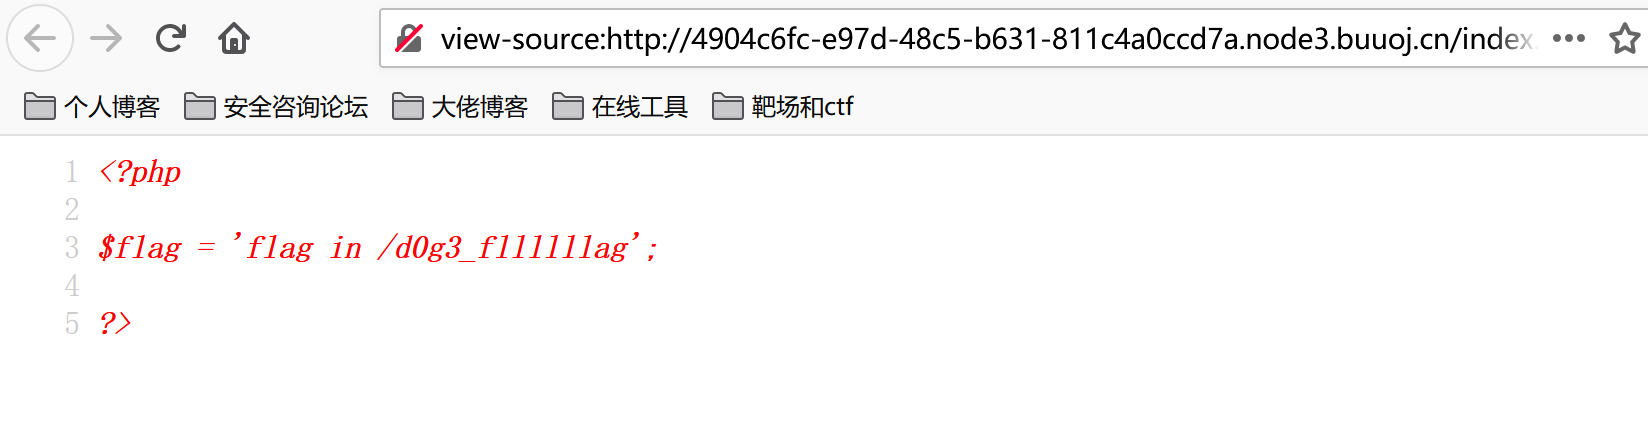 view-source:http://4904c6fc-e97d-48c5-b631-811c4a0ccd7a.node3.buuoj.cn/index.
个人博客 安全咨询论坛 大佬博客 在线工具 靶场和ctf
1 <?php
2
3 $flag = 'flag in /d0g3_fllllllag';
4
5 ?>